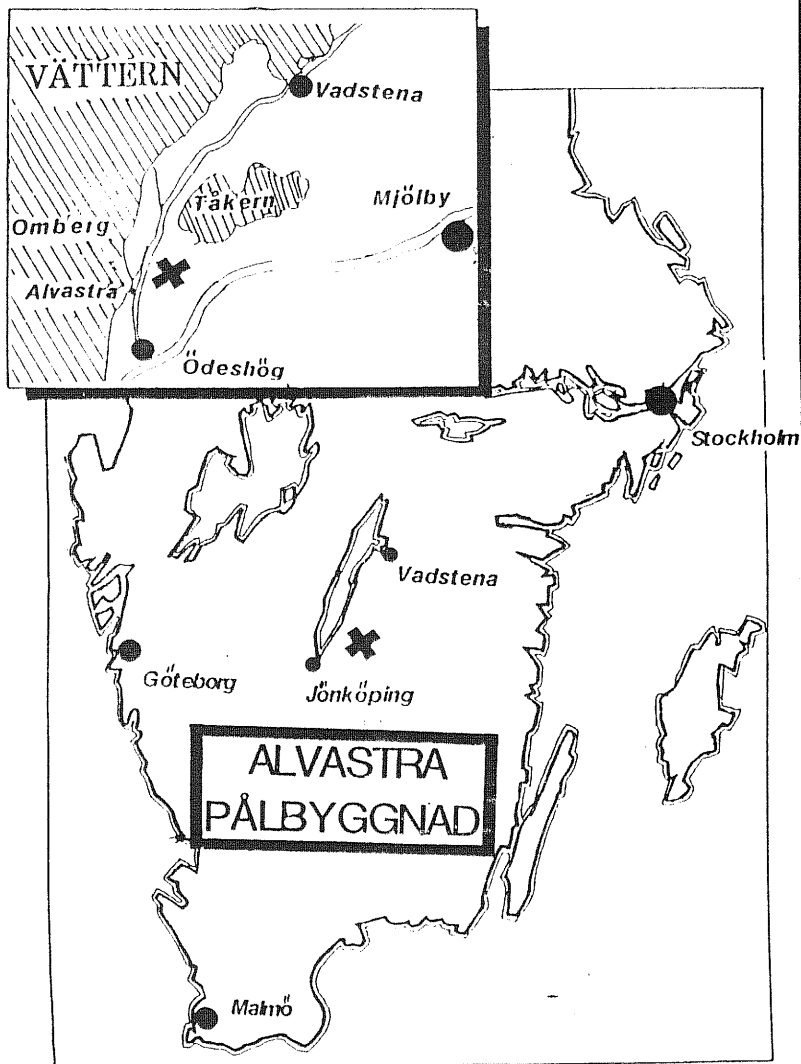 VÄTTERN
Vadstena
Tåkern
Mjölby
Omberg
Alvastra
Ödeshög
Stockholm
Vadstena
Göteborg
Jönköping
ALVASTRA
PÅLBYGGNAD
Malmö